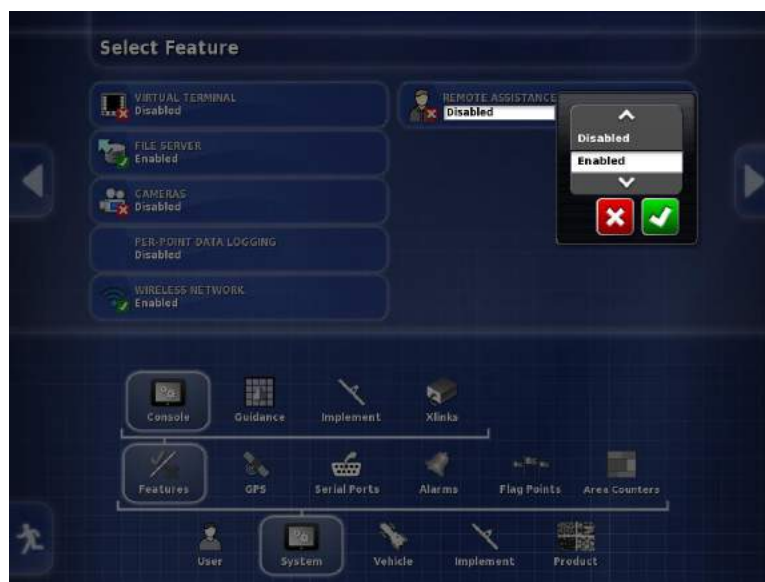 Select Feature
VIRTUAL TERMINAL
Disabled
FILE SERVER
Enabled
CAMERAS
Disabled
PER-POINT DATA LOGGING
Disabled
WIRELESS NETWORK
Enabled
REMOTE ASSISTANCE
Disabled
Disabled
Enabled
Console Guidance Implement Xlinks
Features GPS Serial Ports Alarms Flag Points Area Counters
User System Vehicle Implement Product